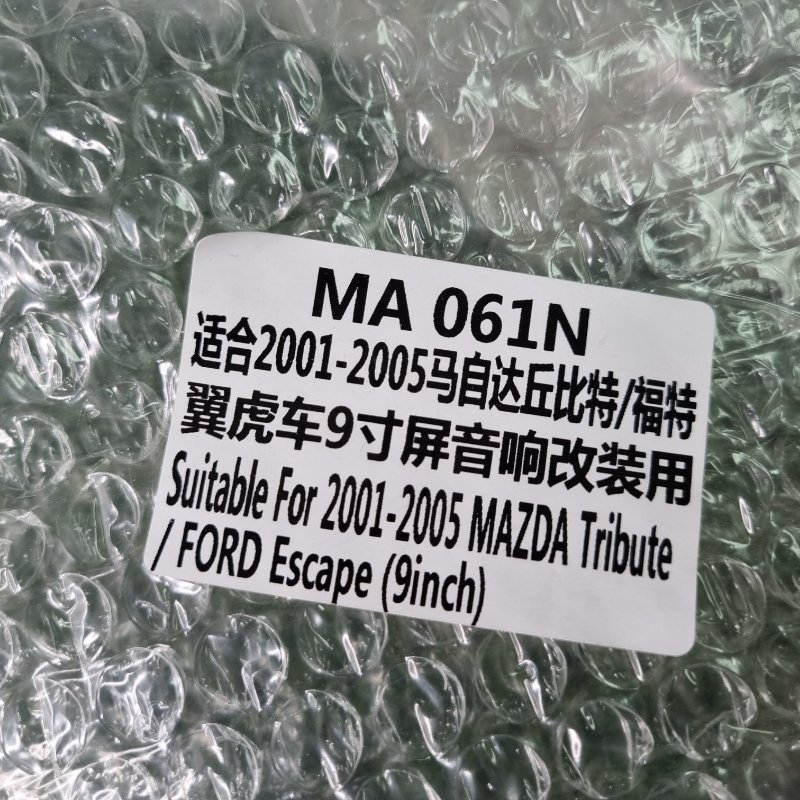 MA 061N
适合2001-2005马自达丘比特/福特
翼虎车9寸屏音响改装用
Suitable For 2001-2005 MAZDA Tribute
/ FORD Escape (9inch)